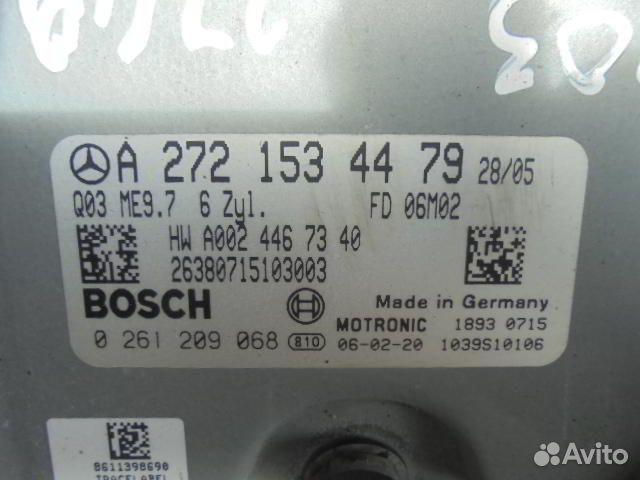 03
A 272 153 44 79 28/05
Q03 ME9.7 6 Zyl. FD 06M02
HW A002 446 73 40
26380715103003
BOSCH
Made in Germany
MOTRONIC 1893 0715
0 261 209 068 810 06-02-20 1039S10106
8611398690
TRACELABEL
Avito